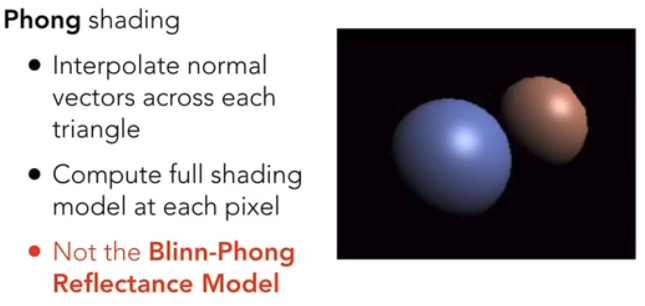 Phong shading
• Interpolate normal
vectors across each
triangle
• Compute full shading
model at each pixel
• Not the Blinn-Phong
Reflectance Model